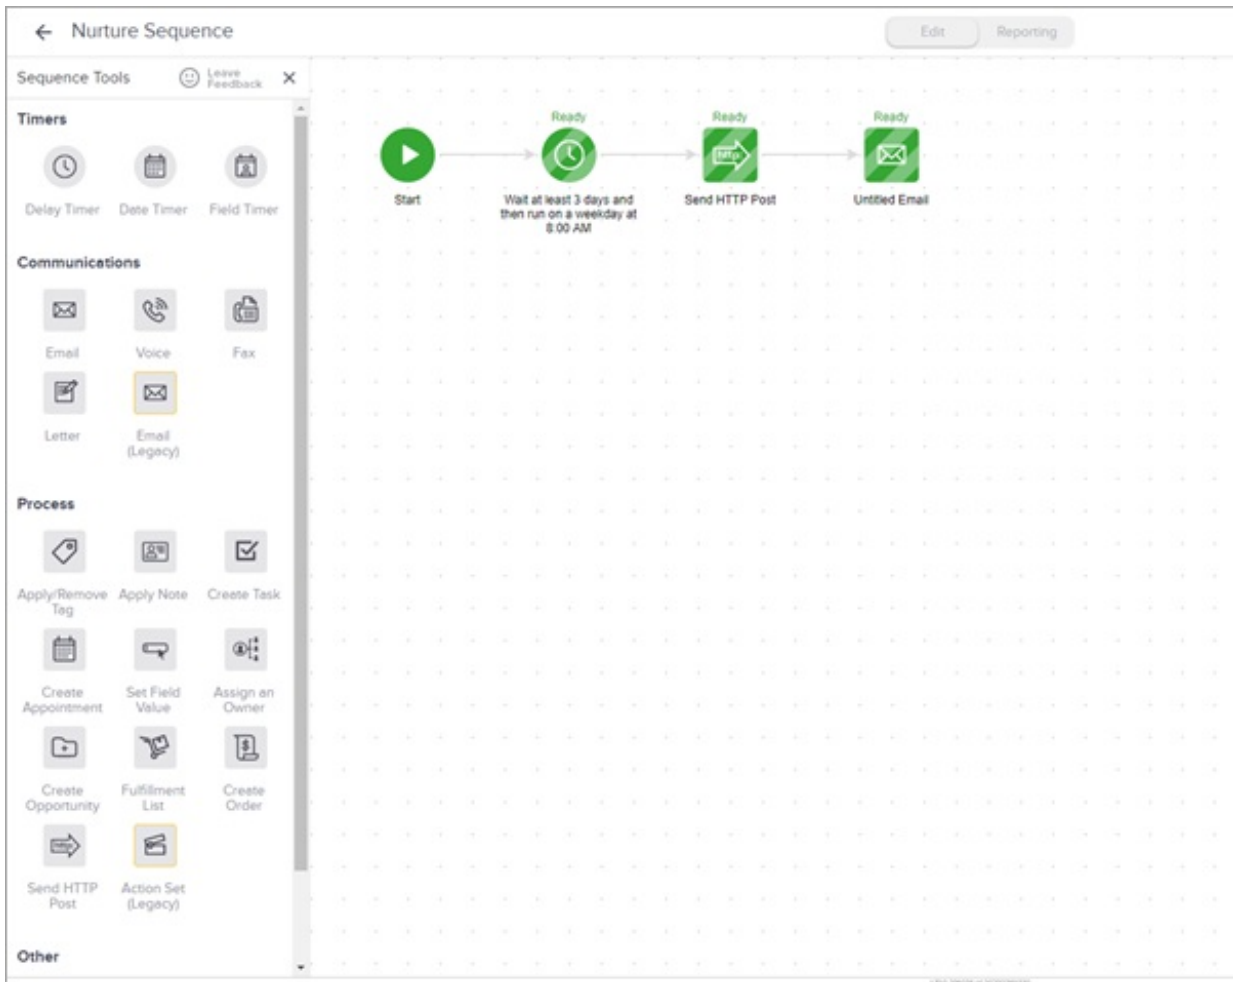 Nurture Sequence
Edit
Reporting
Sequence Tools
Leave
Feedback
Timers
Delay Timer
Date Timer
Field Timer
Communications
Email
Voice
Fax
Letter
Email
(Legacy)
Process
Apply/Remove
Tag
Apply Note
Create Task
Create
Appointment
Set Field
Value
Assign an
Owner
Create
Opportunity
Fulfillment
List
Create
Order
http
Send HTTP
Post
Action Set
(Legacy)
Other
Start
Ready
Wait at least 3 days and
then run on a weekday at
8:00 AM
Ready
http
Send HTTP Post
Ready
Untitled Email